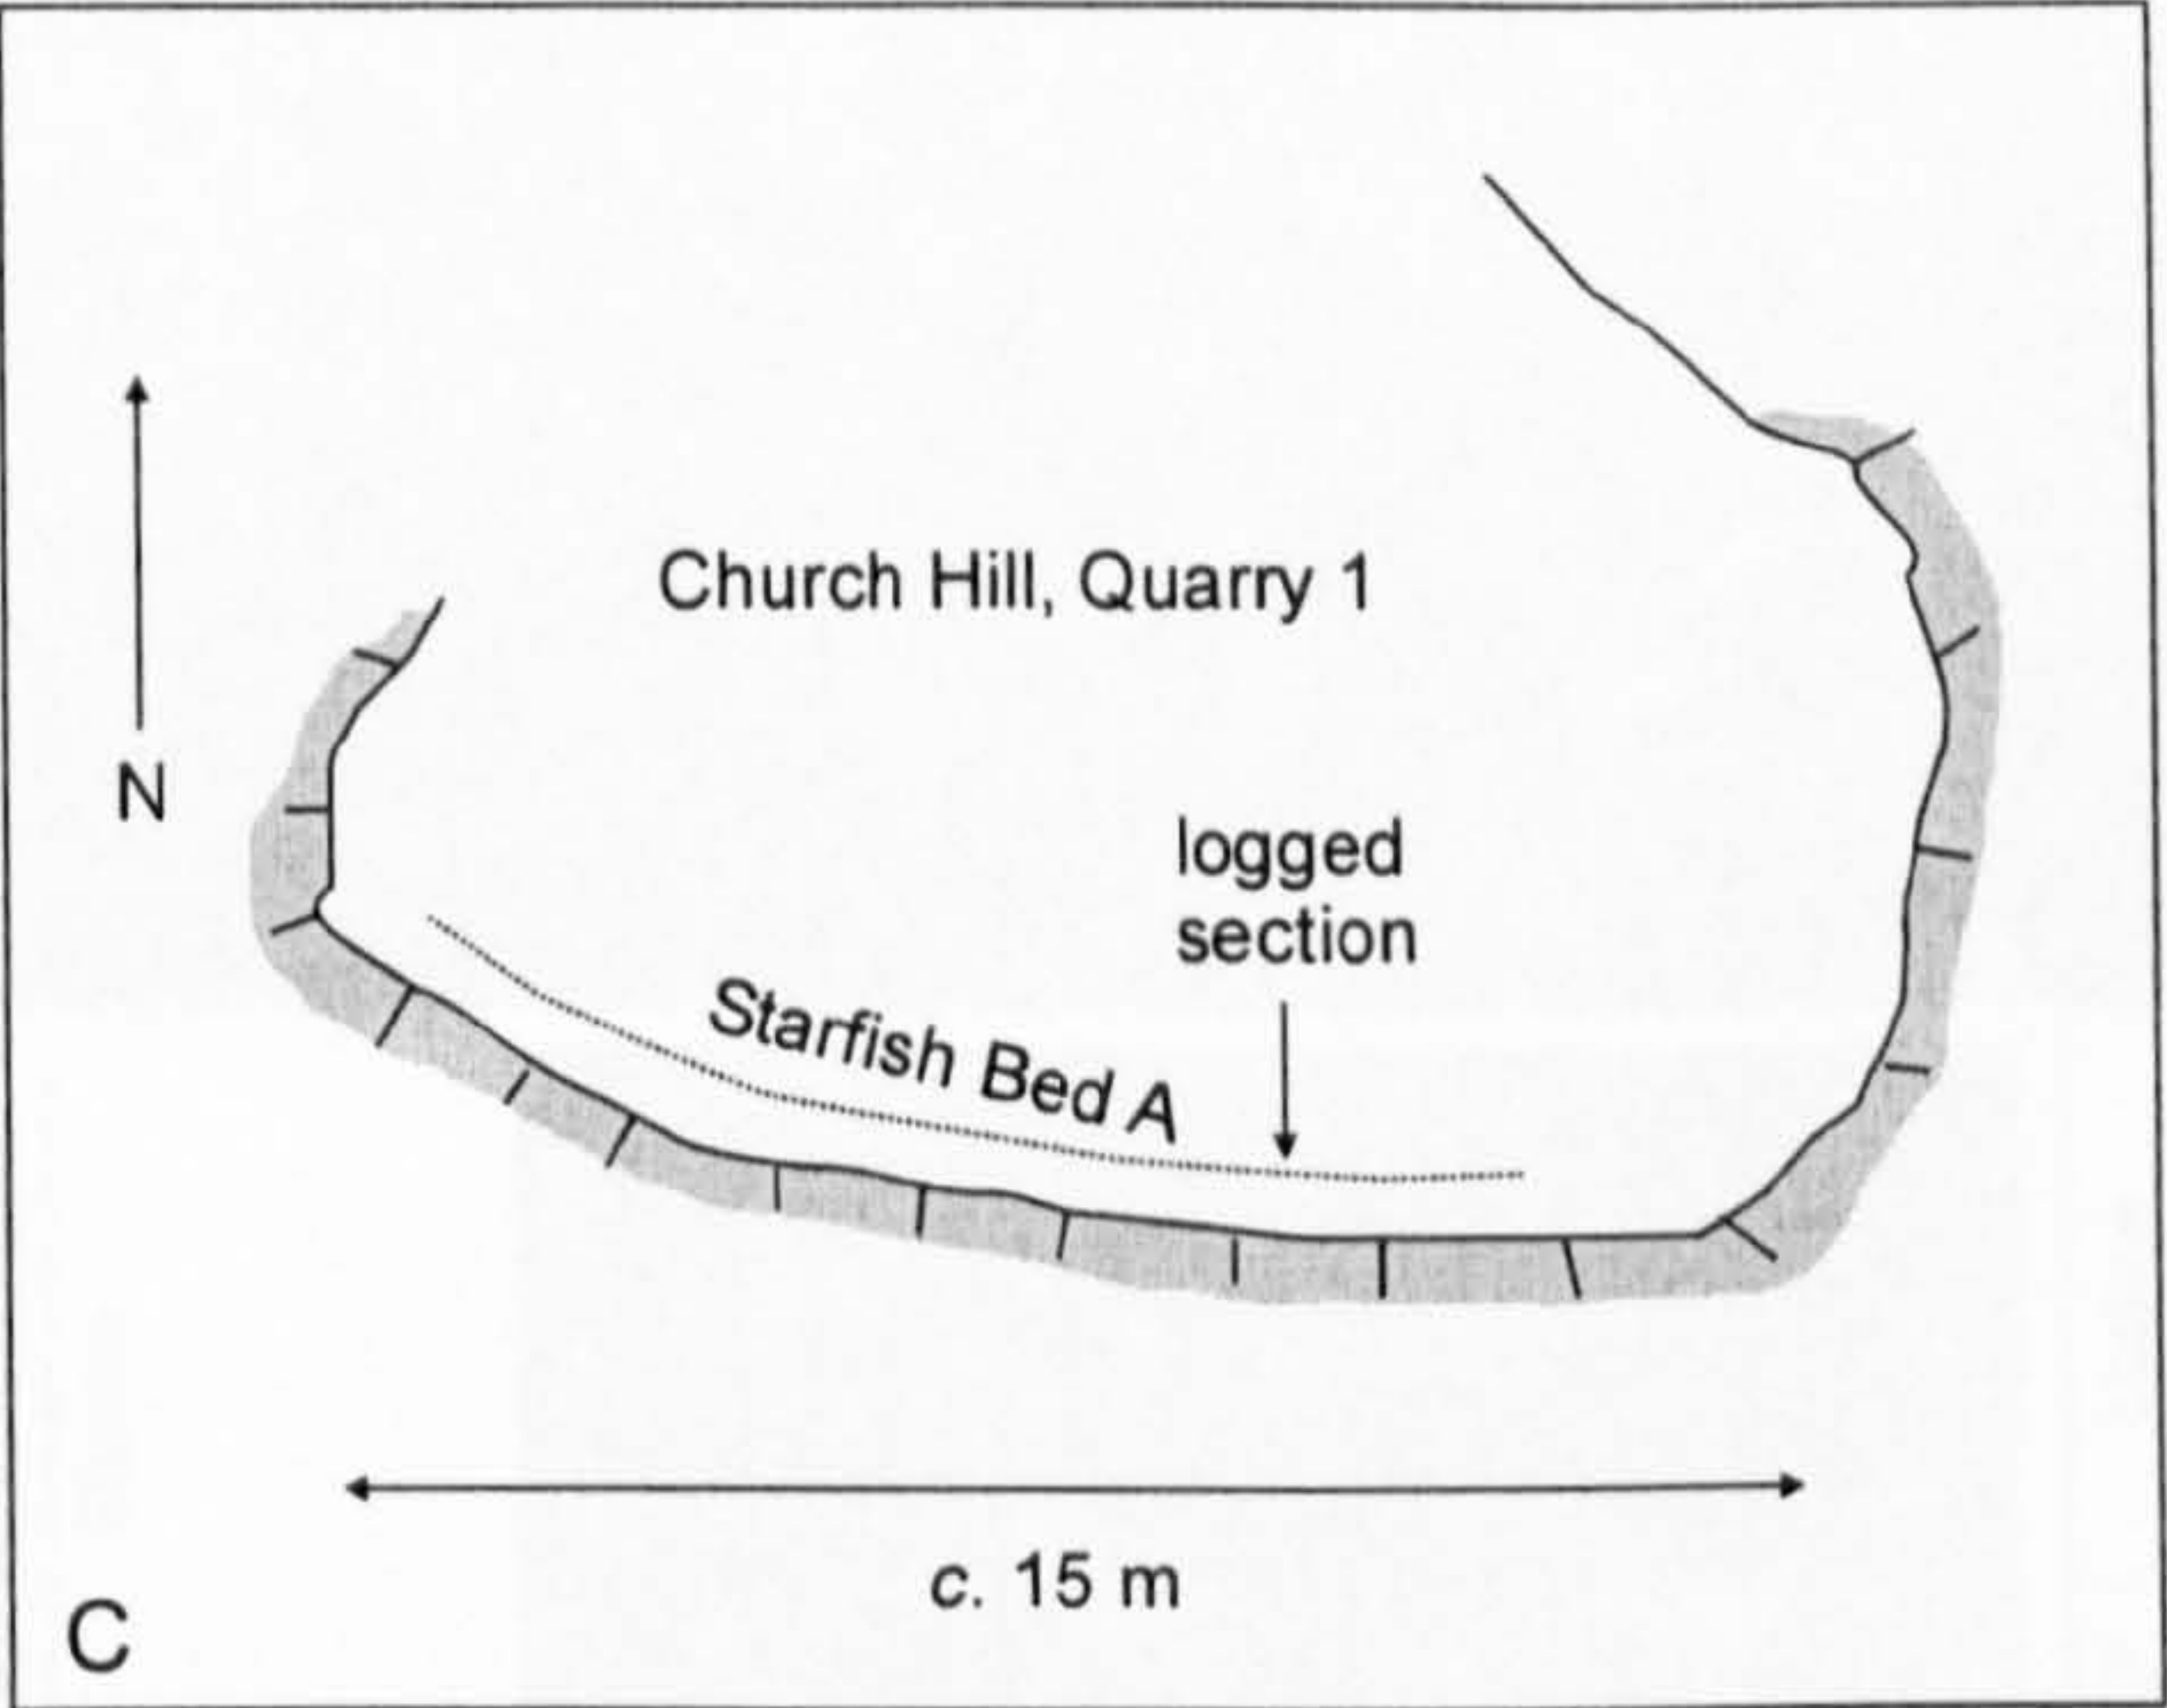 Church Hill, Quarry 1
N
logged
section
Starfish Bed A
c. 15 m
C